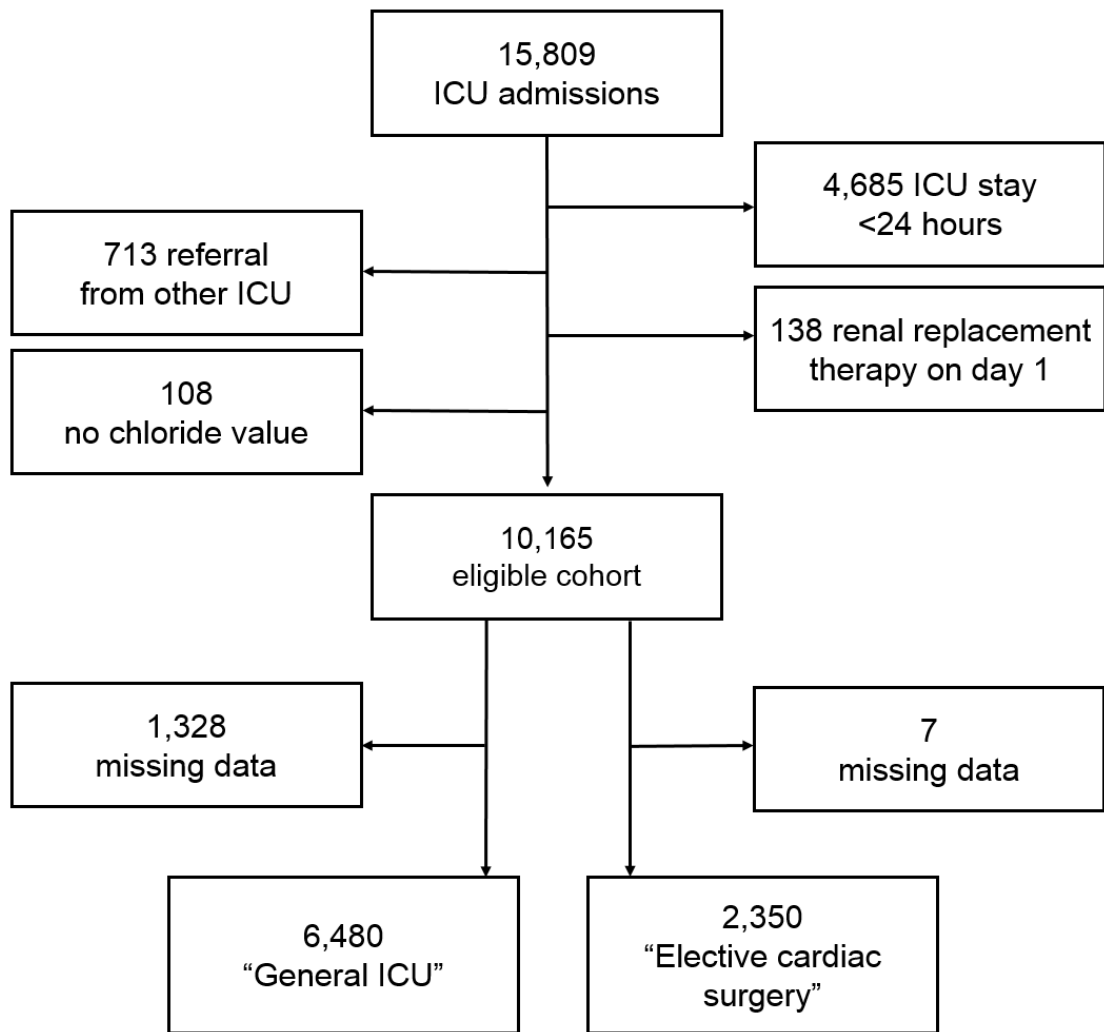 15,809
ICU admissions
4,685 ICU stay
<24 hours
713 referral
from other ICU
138 renal replacement
therapy on day 1
108
no chloride value
10,165
eligible cohort
1,328
missing data
7
missing data
6,480
“General ICU”
2,350
“Elective cardiac
surgery”